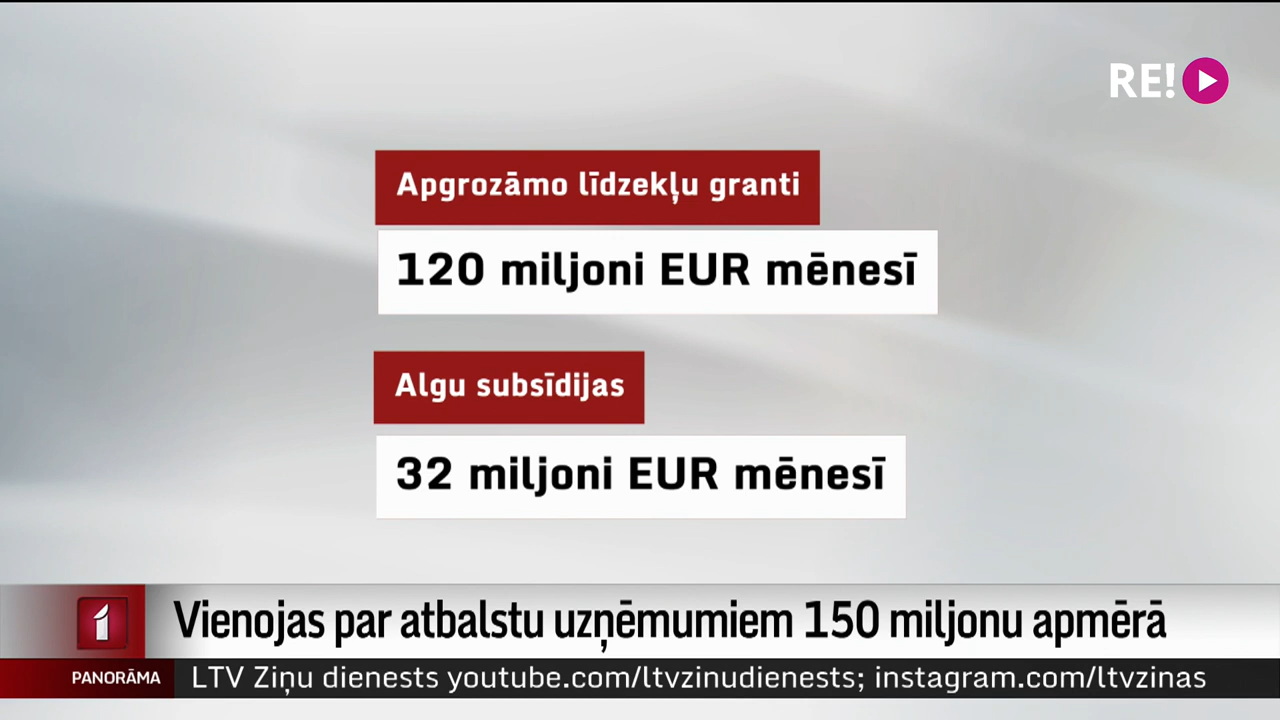 RE!
Apgrozāmo līdzekļu granti
120 miljoni EUR mēnesī
Algu subsīdijas
32 miljoni EUR mēnesī
1 Vienojas par atbalstu uzņēmumiem 150 miljonu apmērā
PANORĀMA LTV Ziņu dienests youtube.com/ltvzinudienests; instagram.com/ltvzinas